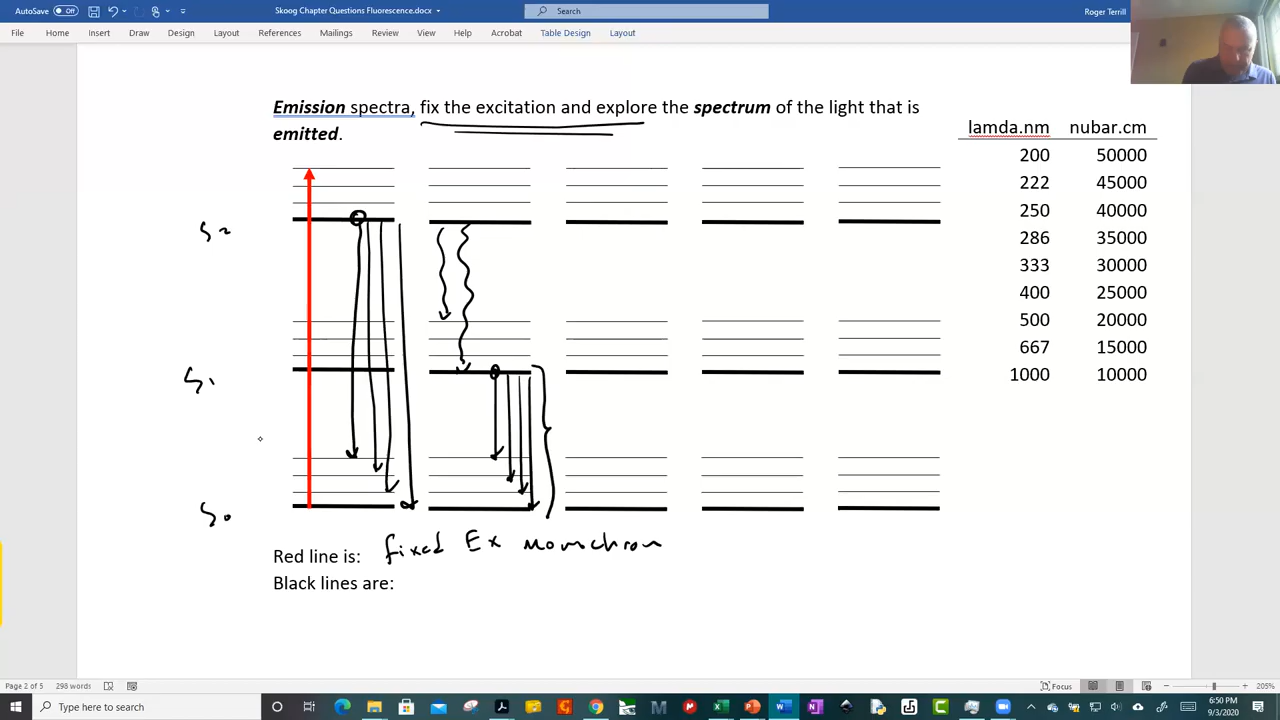 AutoSave Off
Skoog Chapter Questions Fluorescence.docx
Search
Roger Terrill
File Home Insert Draw Design Layout References Mailings Review View Help Acrobat Table Design Layout
Emission spectra, fix the excitation and explore the spectrum of the light that is
emitted.
lamda.nm nubar.cm
200 50000
222 45000
250 40000
286 35000
333 30000
400 25000
500 20000
667 15000
1000 10000
S2
S1
S0
Red line is: fixed Ex
Black lines are:
Page 2 of 5 298 words
Focus
205%
Type here to search
6:50 PM
9/3/2020